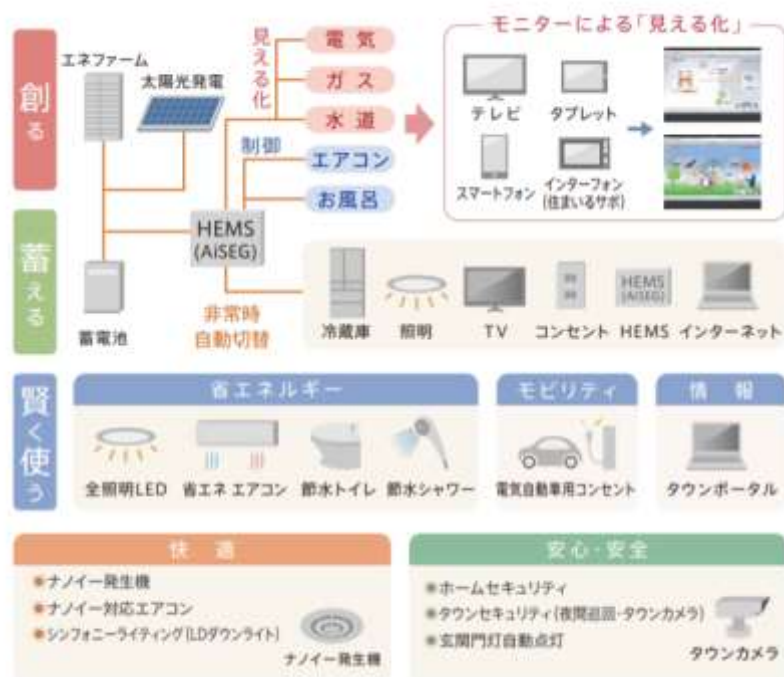 創る
エネファーム
太陽光発電
見える化
電気
ガス
水道
制御
エアコン
お風呂
モニターによる「見える化」
テレビ
タブレット
スマートフォン
インターフォン
(住まいるサポ)
蓄える
HEMS
(AiSEG)
蓄電池
非常時
自動切替
冷蔵庫
照明
TV
コンセント
HEMS
(AiSEG)
HEMS
インターネット
賢く使う
省エネルギー
全照明LED
省エネ エアコン
節水トイレ
節水シャワー
モビリティ
電気自動車用コンセント
情報
タウンポータル
快適
ナノイー発生機
ナノイー対応エアコン
シンフォニーライティング(LDダウンライト)
ナノイー発生機
安心・安全
ホームセキュリティ
タウンセキュリティ(夜間巡回・タウンカメラ)
玄関門灯自動点灯
タウンカメラ